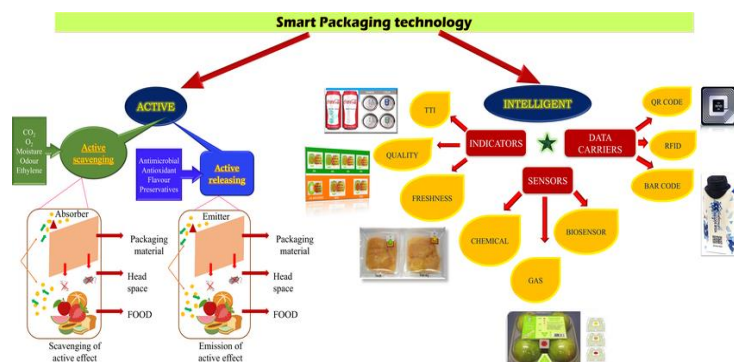 Smart Packaging technology
ACTIVE
INTELLIGENT
CO₂
O₂
Moisture
Odour
Ethylene
Active
scavenging
Antimicrobial
Antioxidant
Flavour
Preservatives
Active
releasing
Absorber
Packaging
material
Head
space
FOOD
Scavenging of
active effect
Emitter
Packaging
material
Head
space
FOOD
Emission of
active effect
TTI
QUALITY
FRESHNESS
INDICATORS
DATA
CARRIERS
QR CODE
RFID
BAR CODE
SENSORS
CHEMICAL
GAS
BIOSENSOR